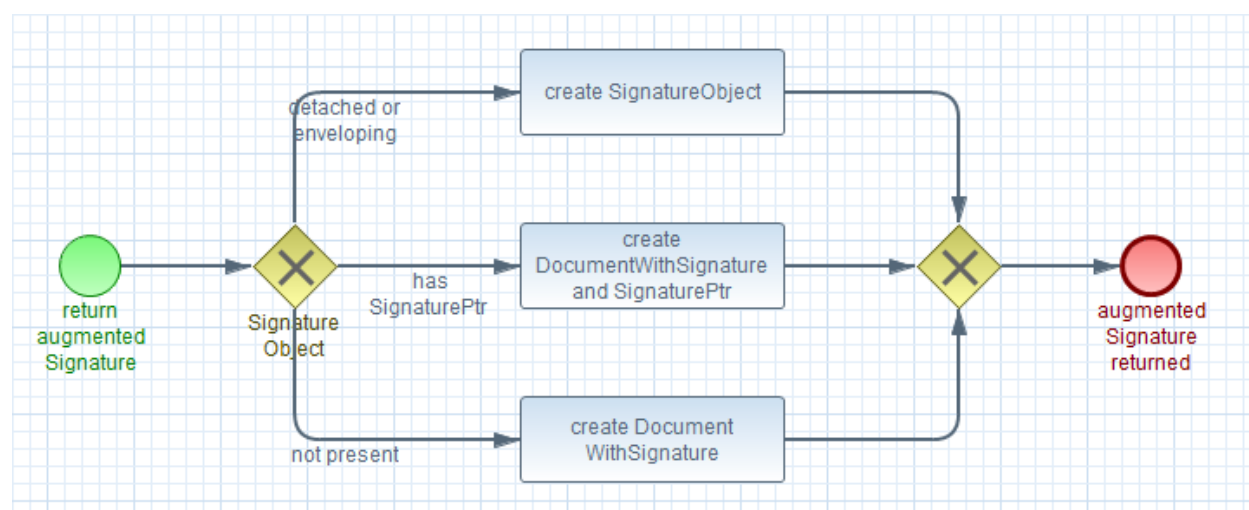 detached or
enveloping
create SignatureObject
return
augmented
Signature
Signature
Object
has
SignaturePtr
create
DocumentWithSignature
and SignaturePtr
augmented
Signature
returned
not present
create Document
WithSignature